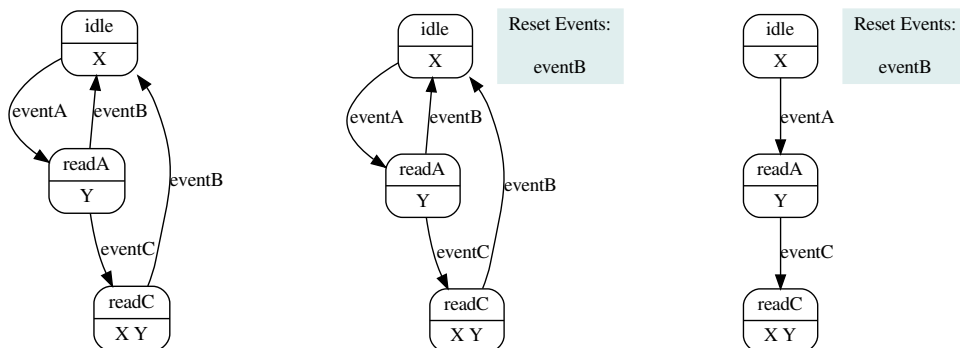 idle
X
eventA
eventB
readA
Y
eventB
eventC
readC
X Y
idle
X
Reset Events:
eventB
eventA
eventB
readA
Y
eventB
eventC
readC
X Y
idle
X
Reset Events:
eventB
eventA
readA
Y
eventC
readC
X Y